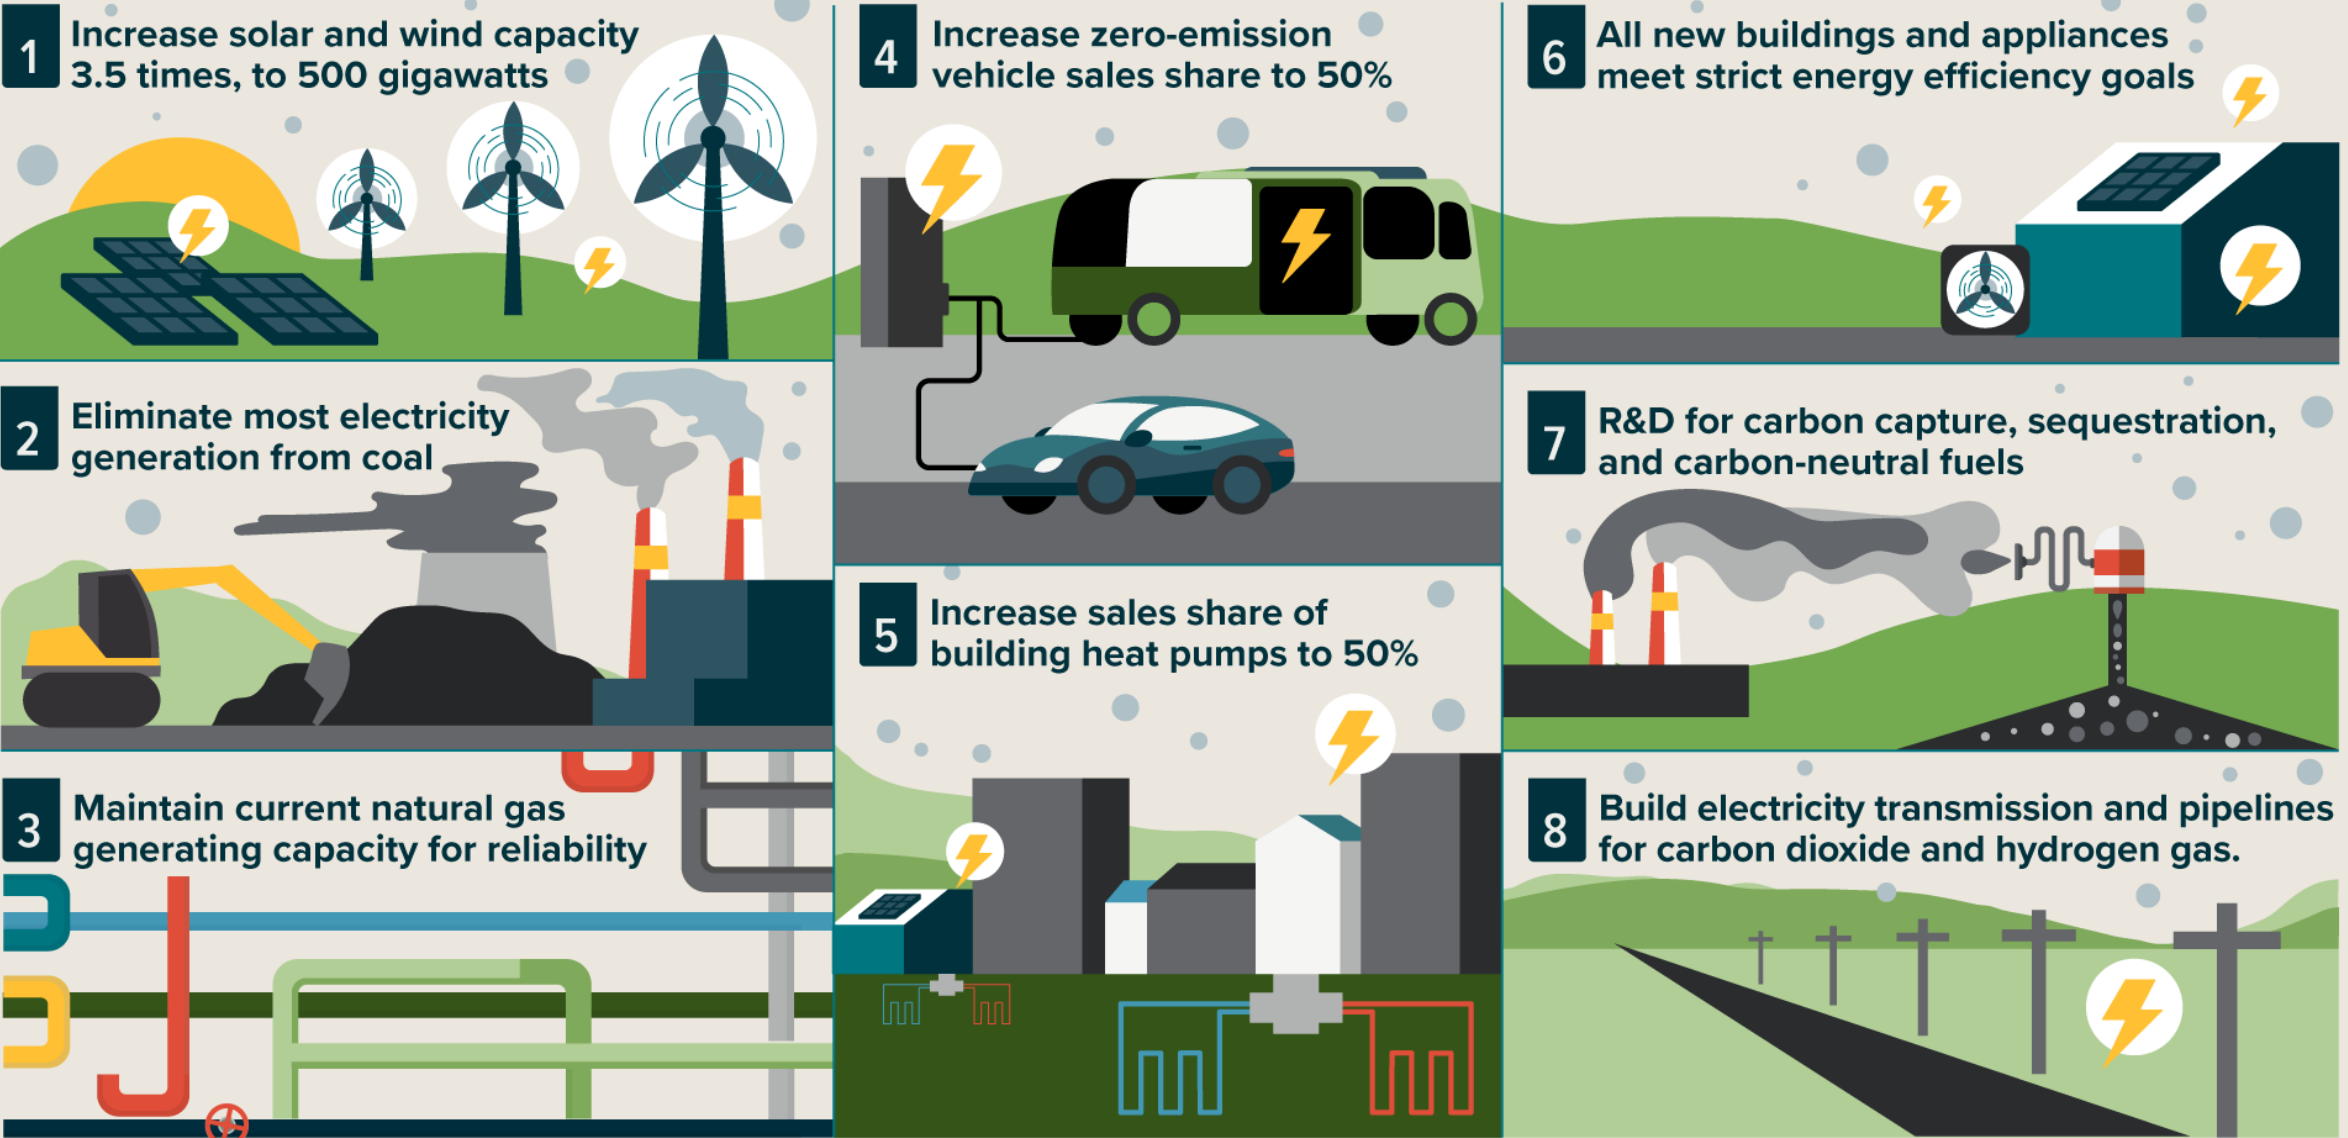 1
Increase solar and wind capacity
3.5 times, to 500 gigawatts
2
Eliminate most electricity
generation from coal
3
Maintain current natural gas
generating capacity for reliability
4
Increase zero-emission
vehicle sales share to 50%
5
Increase sales share of
building heat pumps to 50%
6
All new buildings and appliances
meet strict energy efficiency goals
7
R&D for carbon capture, sequestration,
and carbon-neutral fuels
8
Build electricity transmission and pipelines
for carbon dioxide and hydrogen gas.